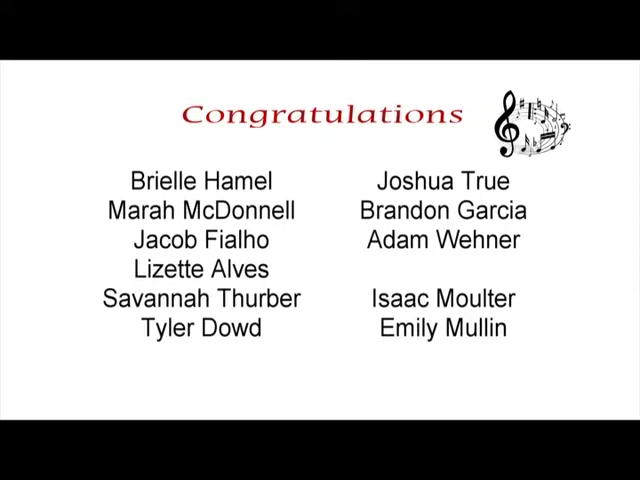 Congratulations
Brielle Hamel
Marah McDonnell
Jacob Fialho
Lizette Alves
Savannah Thurber
Tyler Dowd
Joshua True
Brandon Garcia
Adam Wehner
Isaac Moulter
Emily Mullin